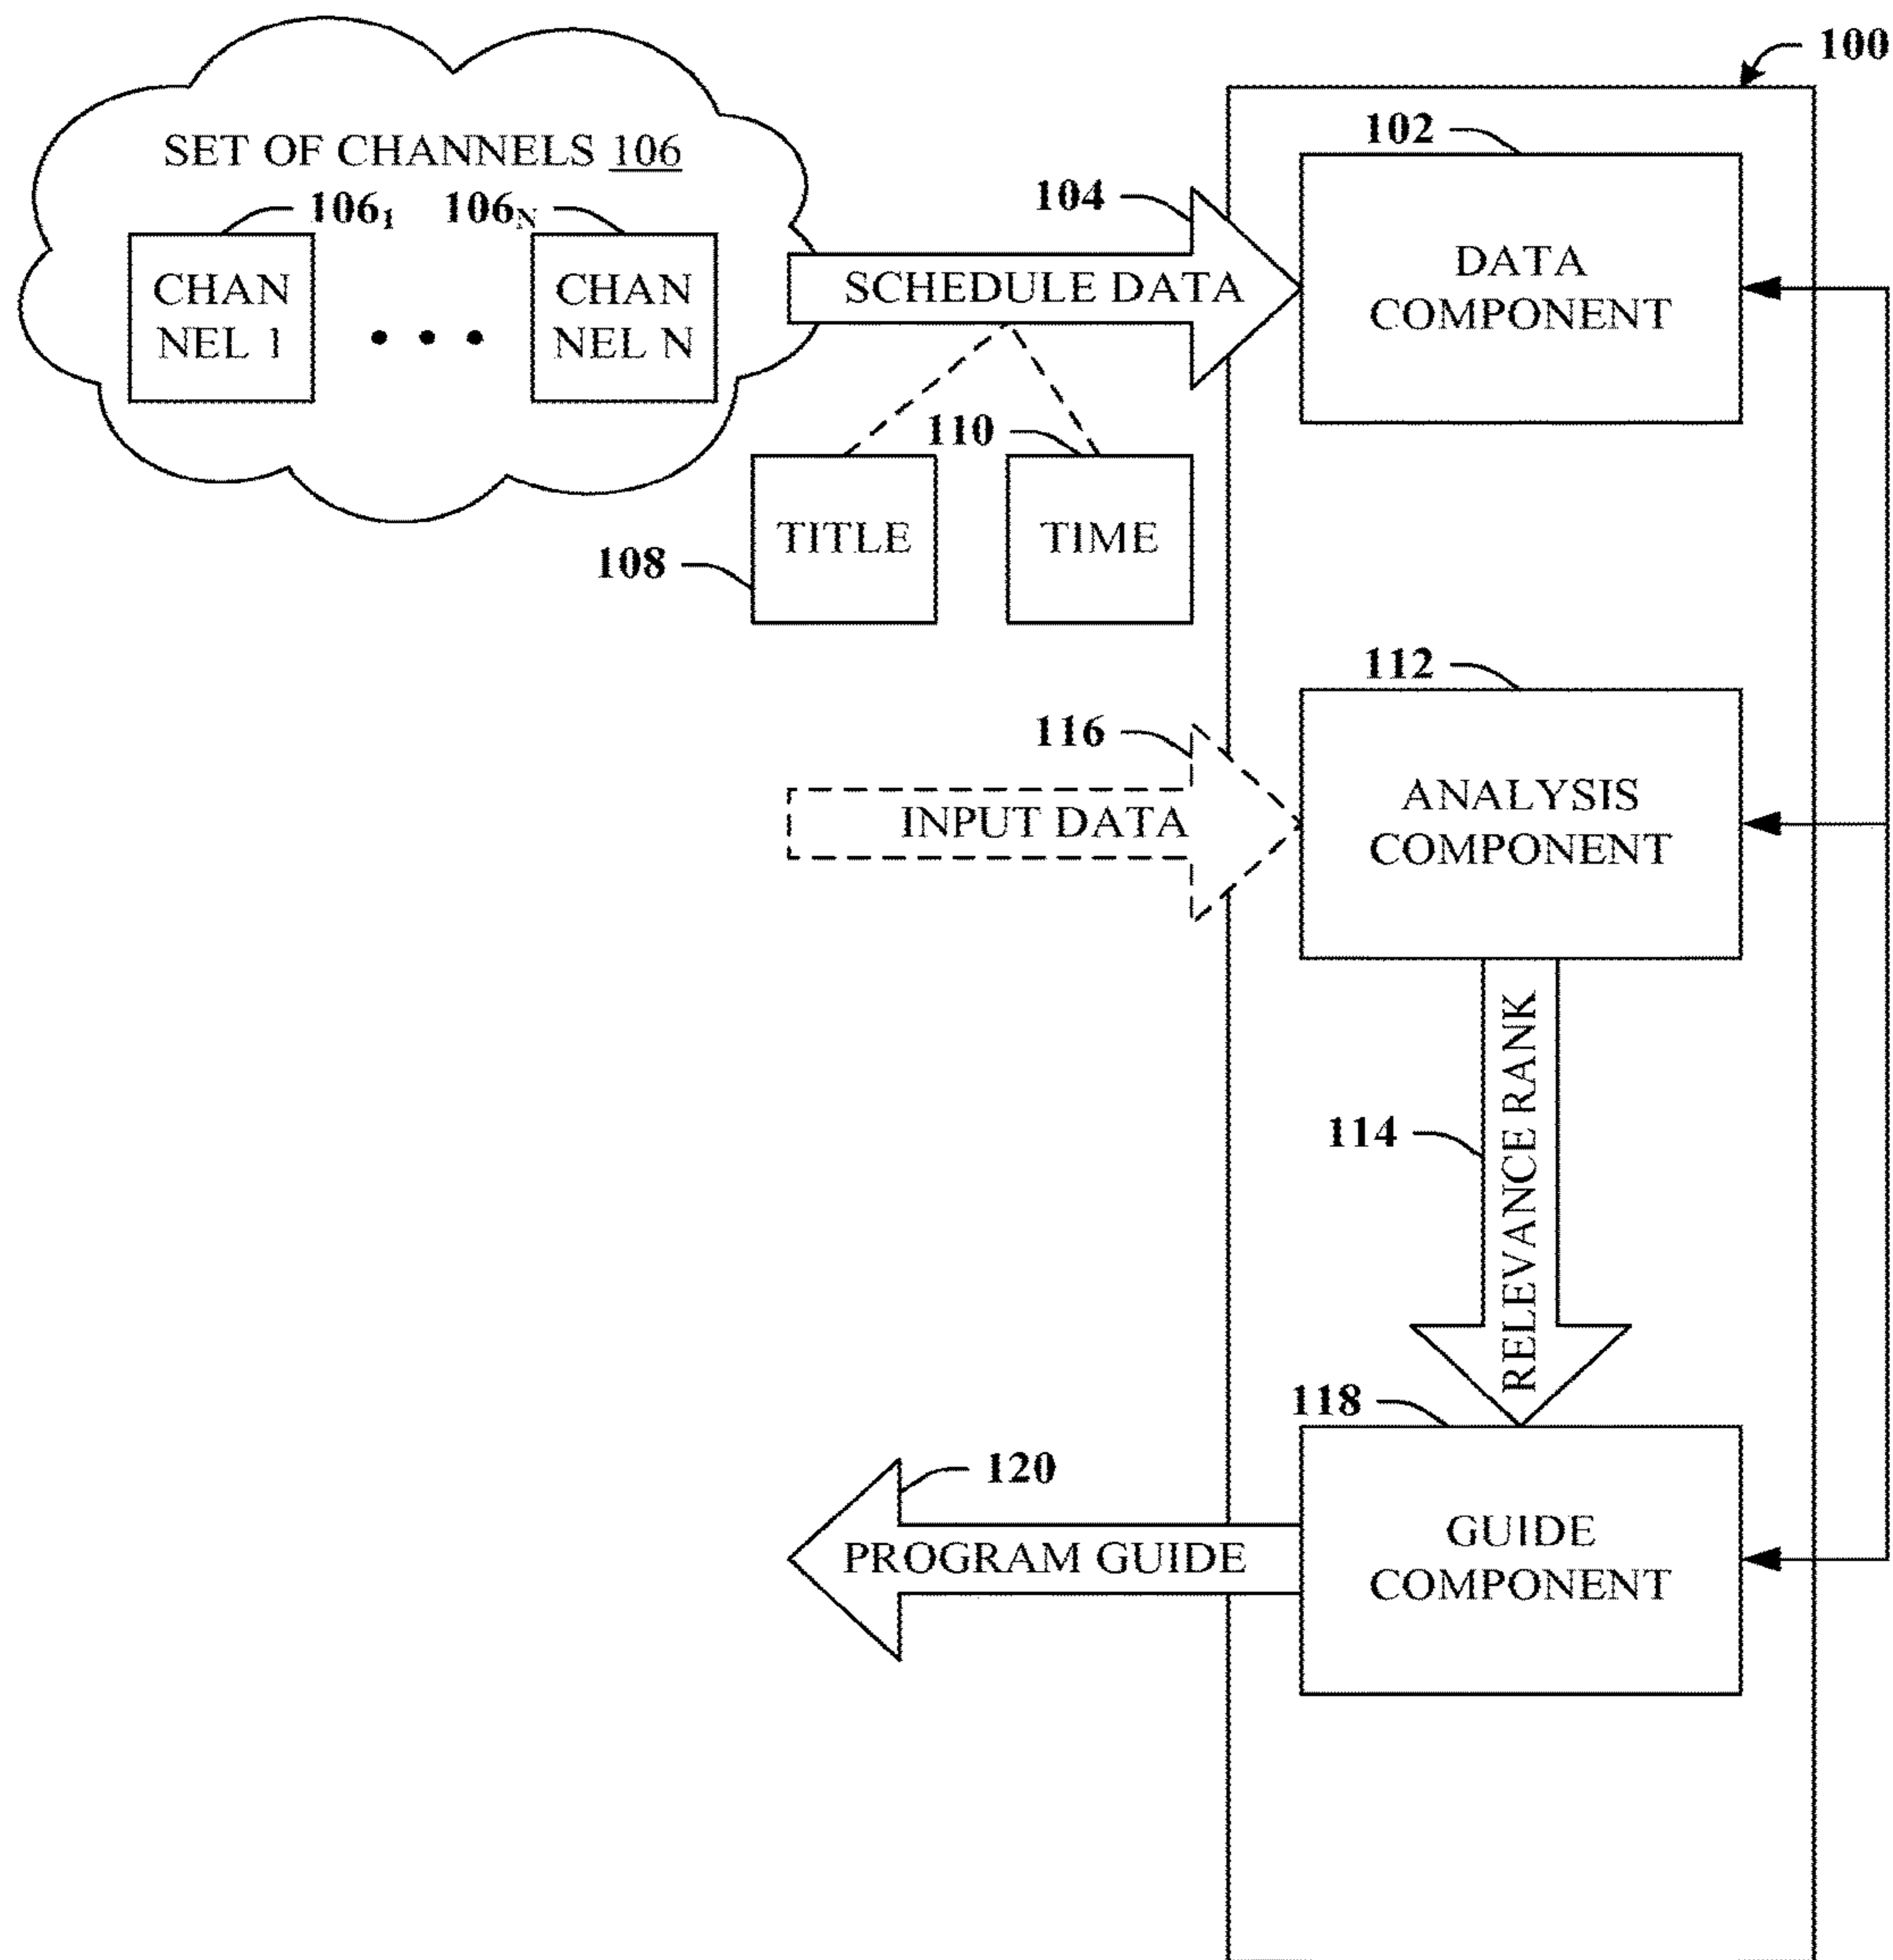 100
102
SET OF CHANNELS 106
106₁ 106ₙ
104
CHAN
NEL 1
CHAN
NEL N
SCHEDULE DATA
DATA
COMPONENT
110
TITLE
TIME
108
112
116
INPUT DATA
ANALYSIS
COMPONENT
RELEVANCE RANK
114
118
120
PROGRAM GUIDE
GUIDE
COMPONENT